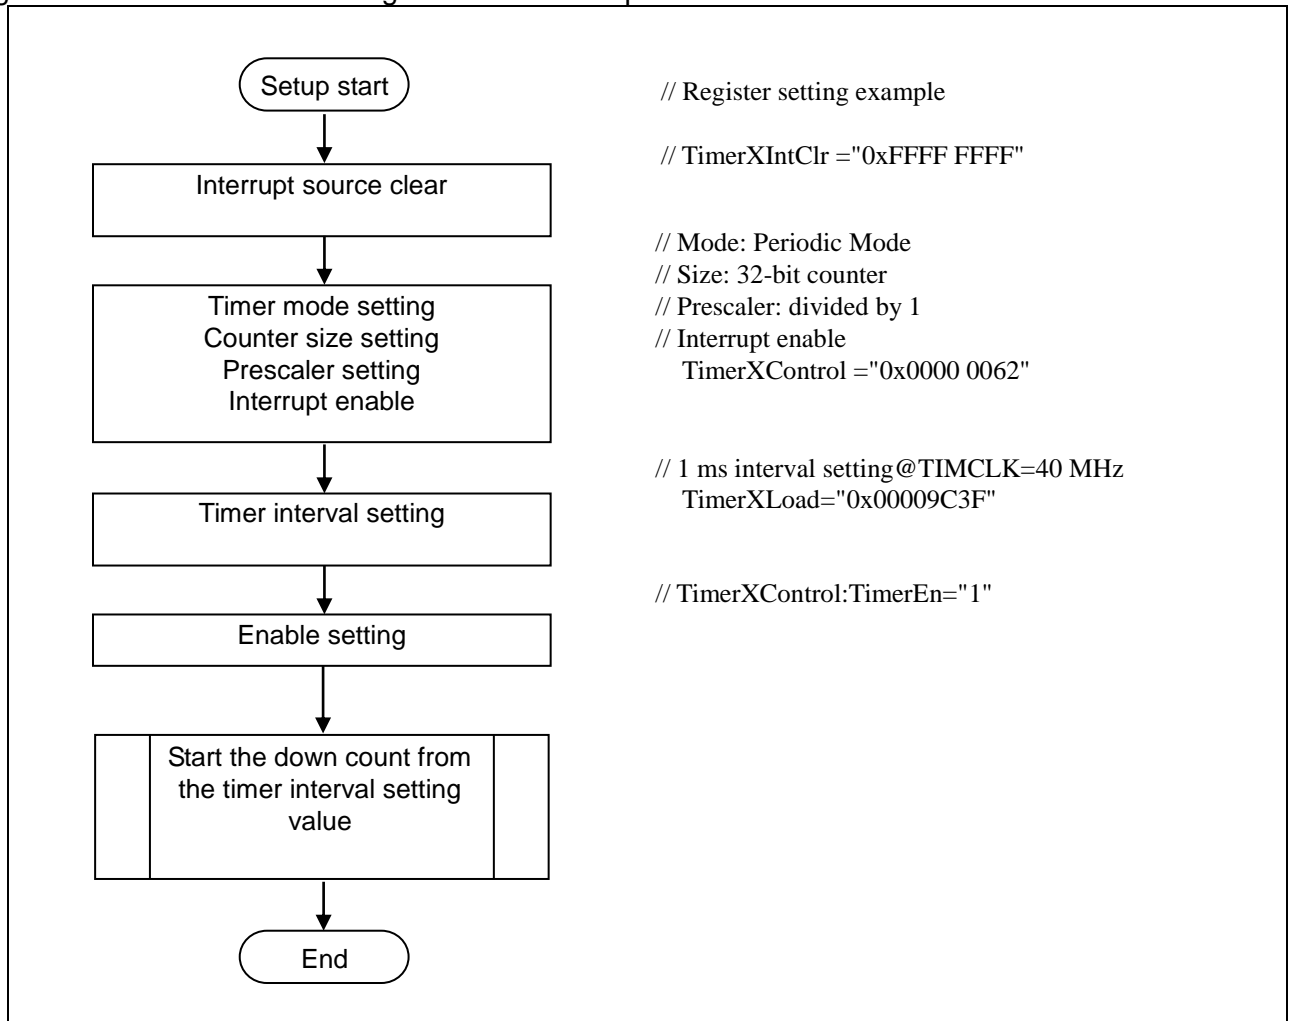 Setup start
// Register setting example
// TimerXIntClr ="0xFFFF FFFF"
Interrupt source clear
// Mode: Periodic Mode
// Size: 32-bit counter
// Prescaler: divided by 1
// Interrupt enable
TimerXControl ="0x0000 0062"
Timer mode setting
Counter size setting
Prescaler setting
Interrupt enable
// 1 ms interval setting@TIMCLK=40 MHz
TimerXLoad="0x00009C3F"
Timer interval setting
// TimerXControl:TimerEn="1"
Enable setting
Start the down count from
the timer interval setting
value
End